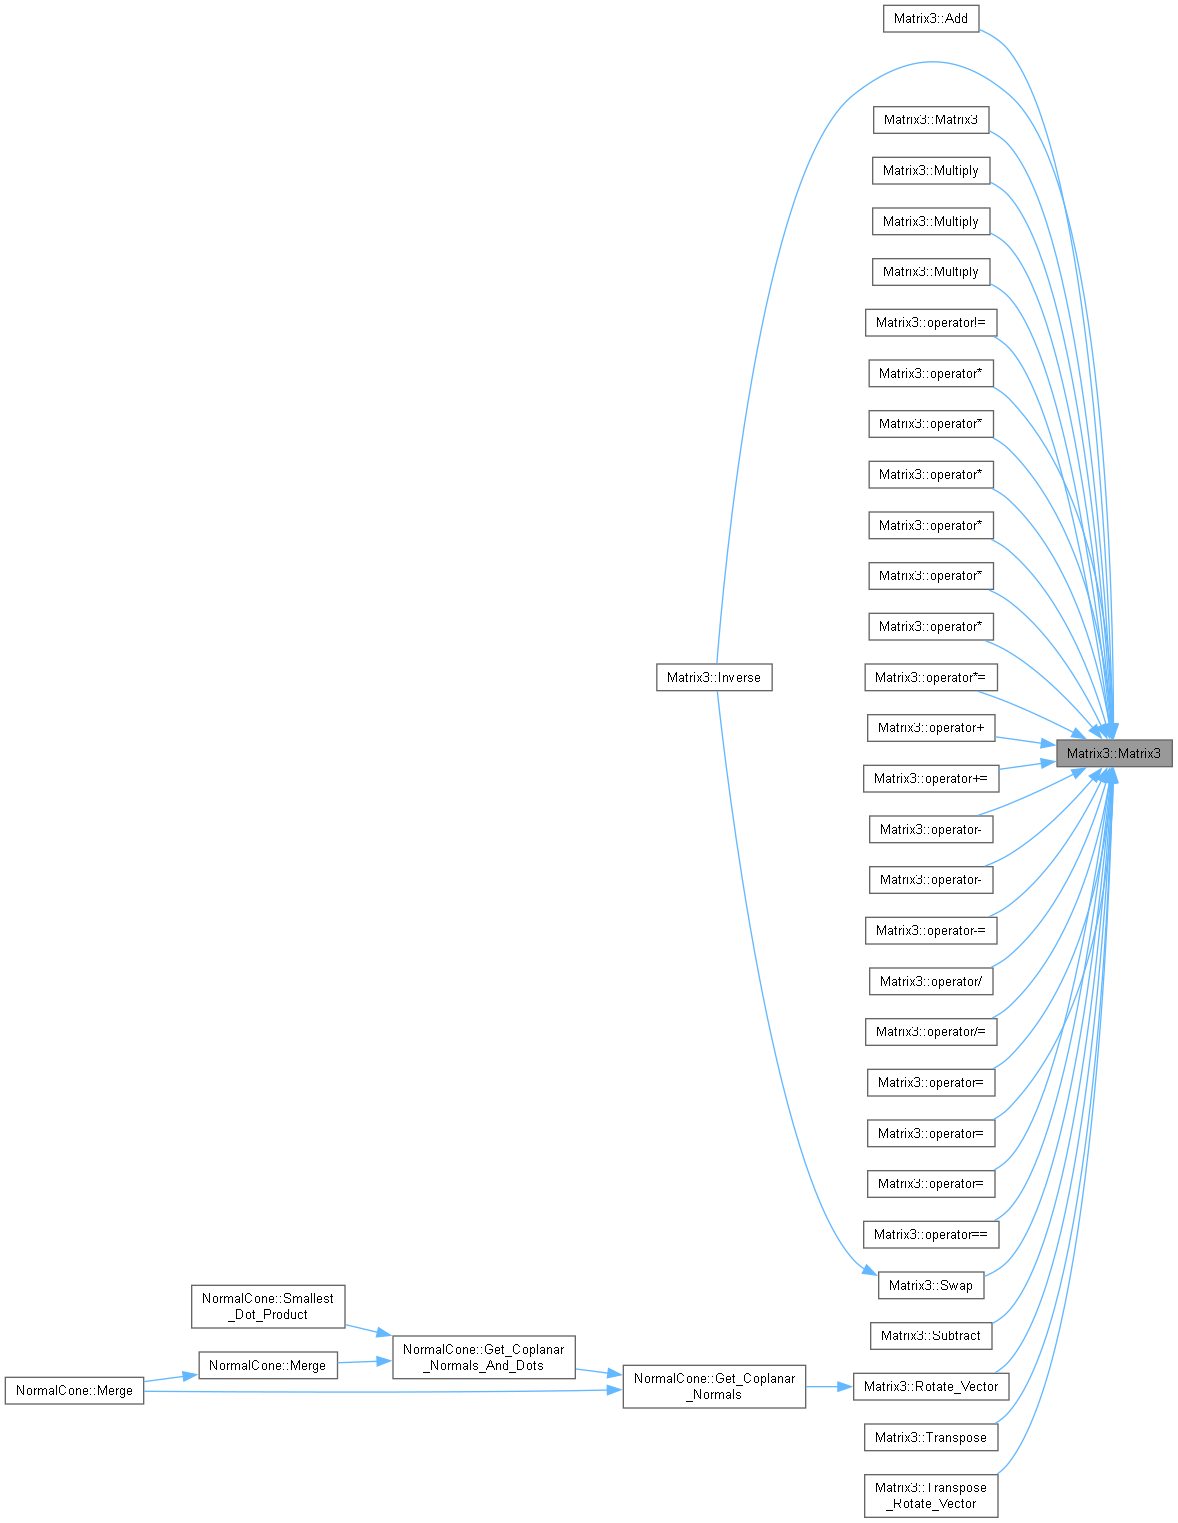 Matrix3::Add
Matrix3::Matrix3
Matrix3::Multiply
Matrix3::Multiply
Matrix3::Multiply
Matrix3::operator!=
Matrix3::operator*
Matrix3::operator*
Matrix3::operator*
Matrix3::operator*
Matrix3::operator*
Matrix3::operator*
Matrix3::Inverse
Matrix3::operator*=
Matrix3::operator+
Matrix3::Matrix3
Matrix3::operator+=
Matrix3::operator-
Matrix3::operator-
Matrix3::operator-=
Matrix3::operator/
Matrix3::operator/=
Matrix3::operator=
Matrix3::operator=
Matrix3::operator=
Matrix3::operator==
Matrix3::Swap
NormalCone::Smallest
_Dot_Product
Matrix3::Subtract
NormalCone::Get_Coplanar
_Normals_And_Dots
NormalCone::Merge
NormalCone::Merge
NormalCone::Get_Coplanar
_Normals
Matrix3::Rotate_Vector
Matrix3::Transpose
Matrix3::Transpose
_Rotate_Vector